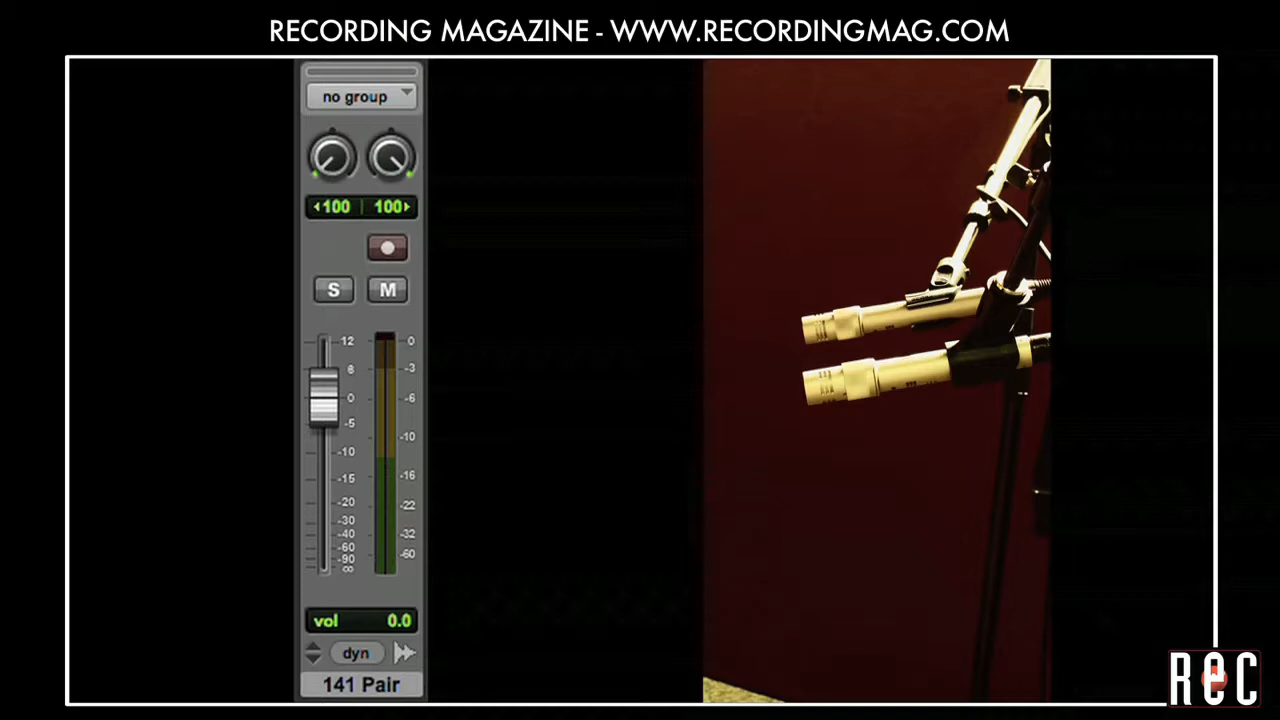 RECORDING MAGAZINE - WWW.RECORDINGMAG.COM
no group
100 100
S M
12 0
6 -3
0 -6
-5
-10 -10
-15 -16
-20 -22
-30
-40 -32
-60 -60
-90
∞
vol 0.0
dyn
141 Pair
REC